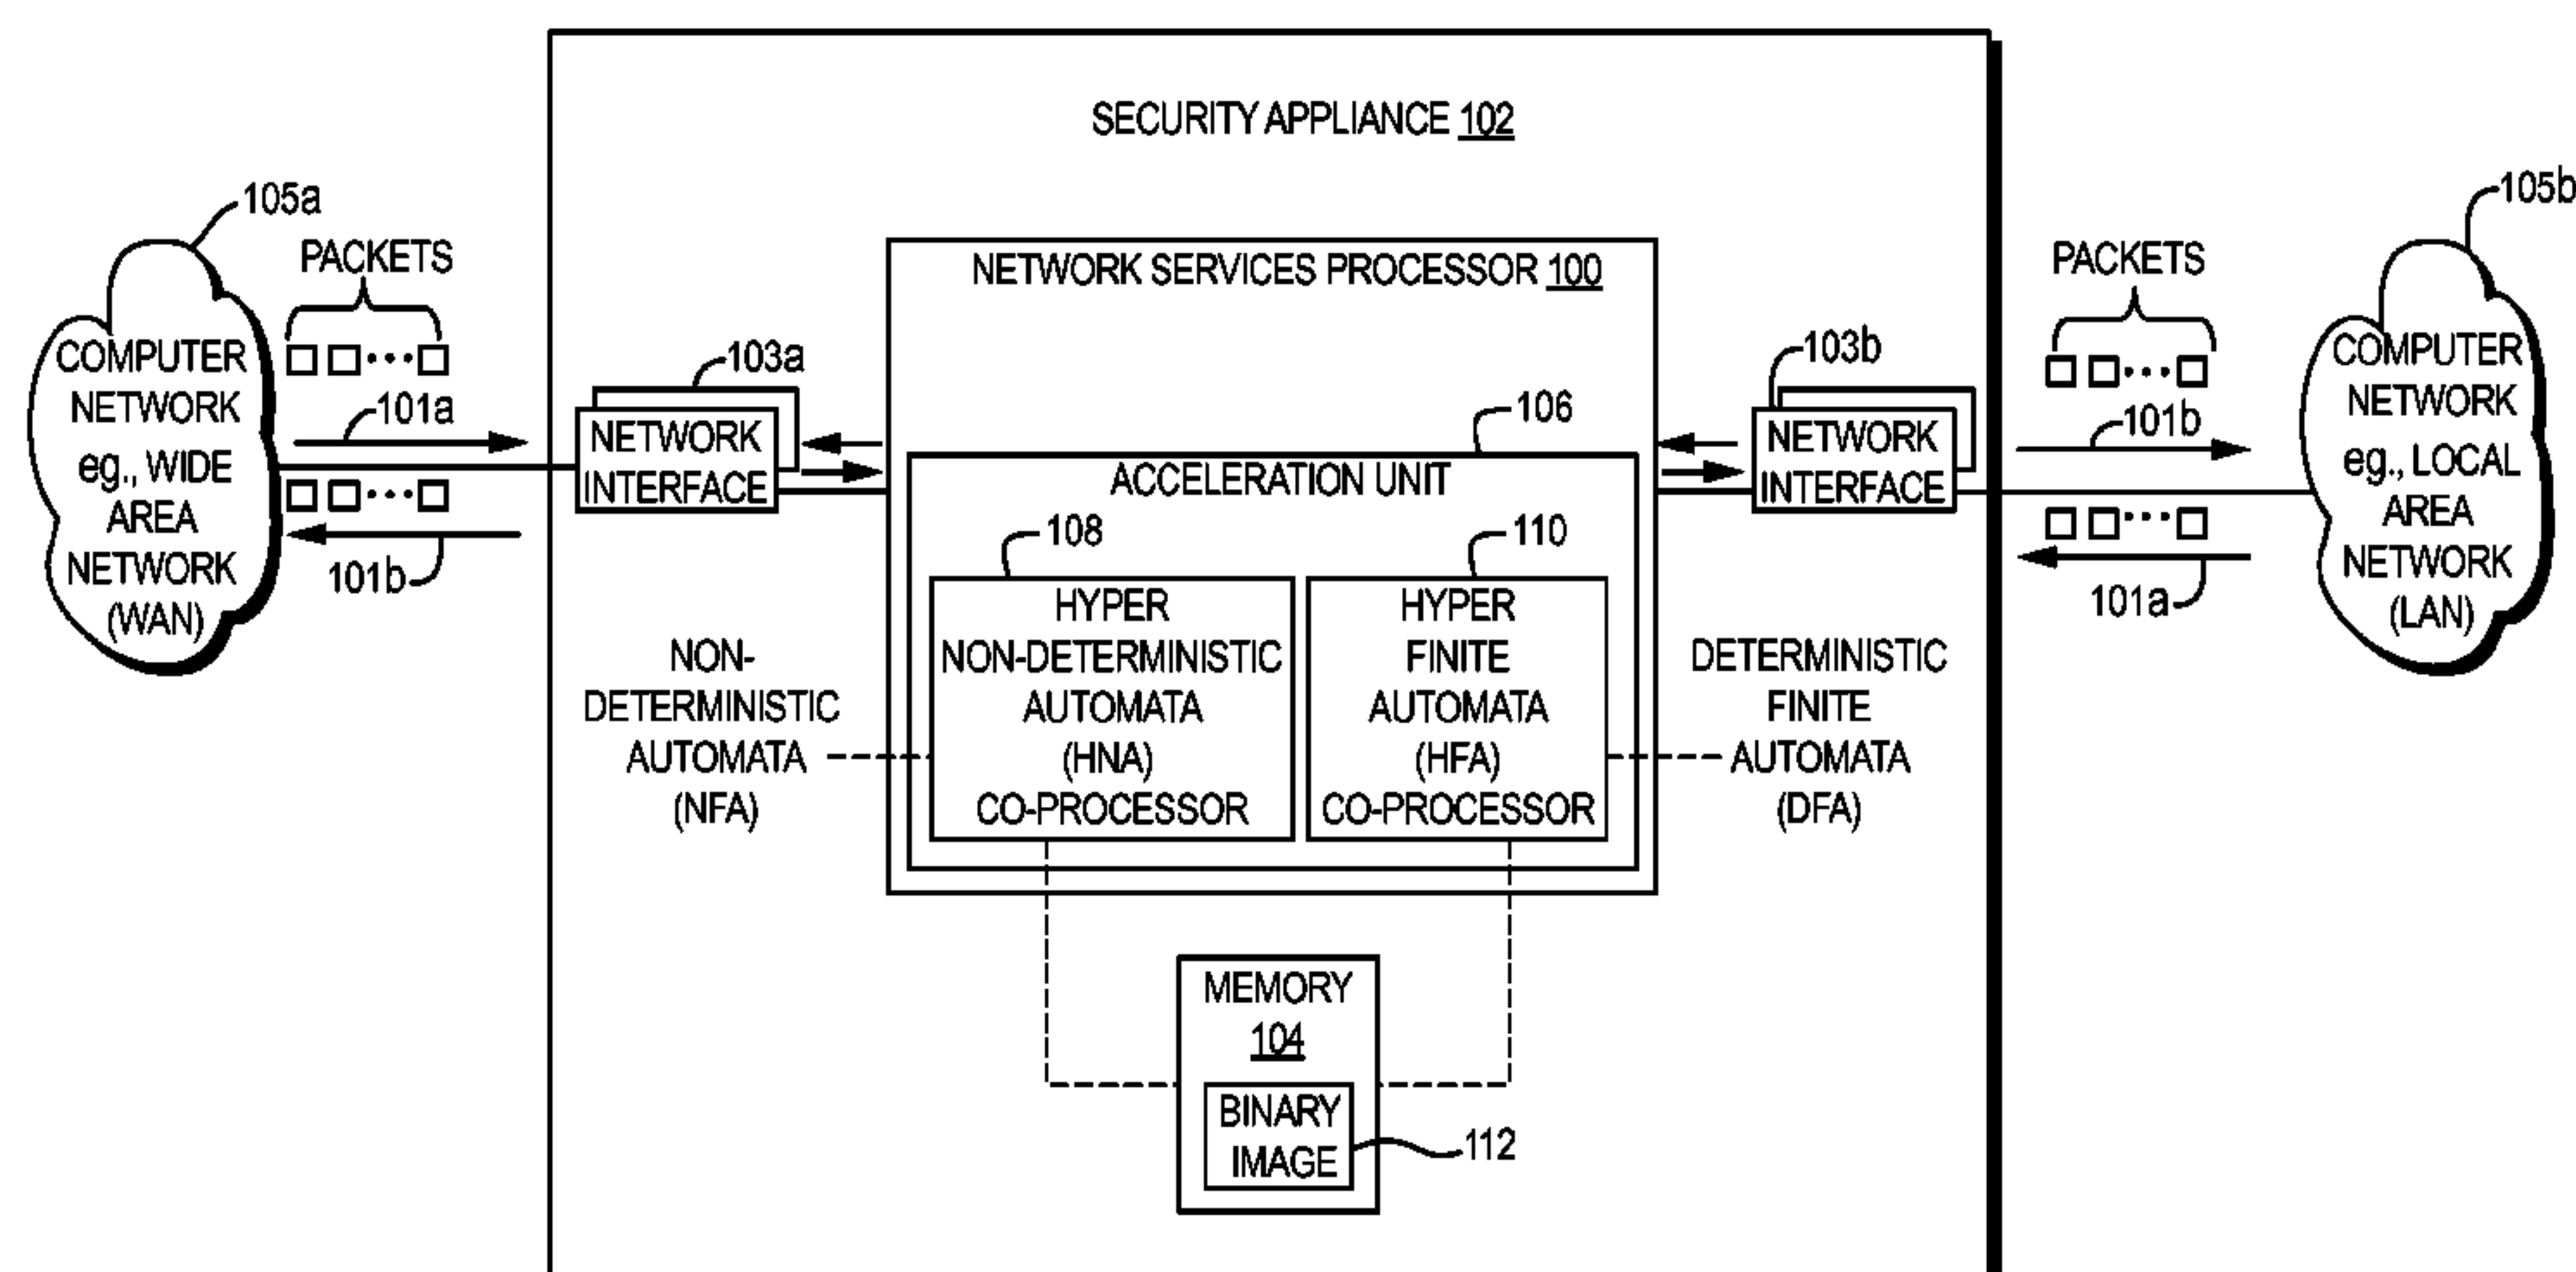 SECURITY APPLIANCE 102
105a
PACKETS
COMPUTER
NETWORK
eg., WIDE
AREA
NETWORK
(WAN)
101a
101b
103a
NETWORK
INTERFACE
NETWORK SERVICES PROCESSOR 100
106
ACCELERATION UNIT
108
HYPER
NON-DETERMINISTIC
AUTOMATA
(HNA)
CO-PROCESSOR
110
HYPER
FINITE
AUTOMATA
(HFA)
CO-PROCESSOR
NON-
DETERMINISTIC
AUTOMATA
(NFA)
DETERMINISTIC
FINITE
AUTOMATA
(DFA)
MEMORY
104
BINARY
IMAGE
112
103b
NETWORK
INTERFACE
PACKETS
101b
101a
105b
COMPUTER
NETWORK
eg., LOCAL
AREA
NETWORK
(LAN)